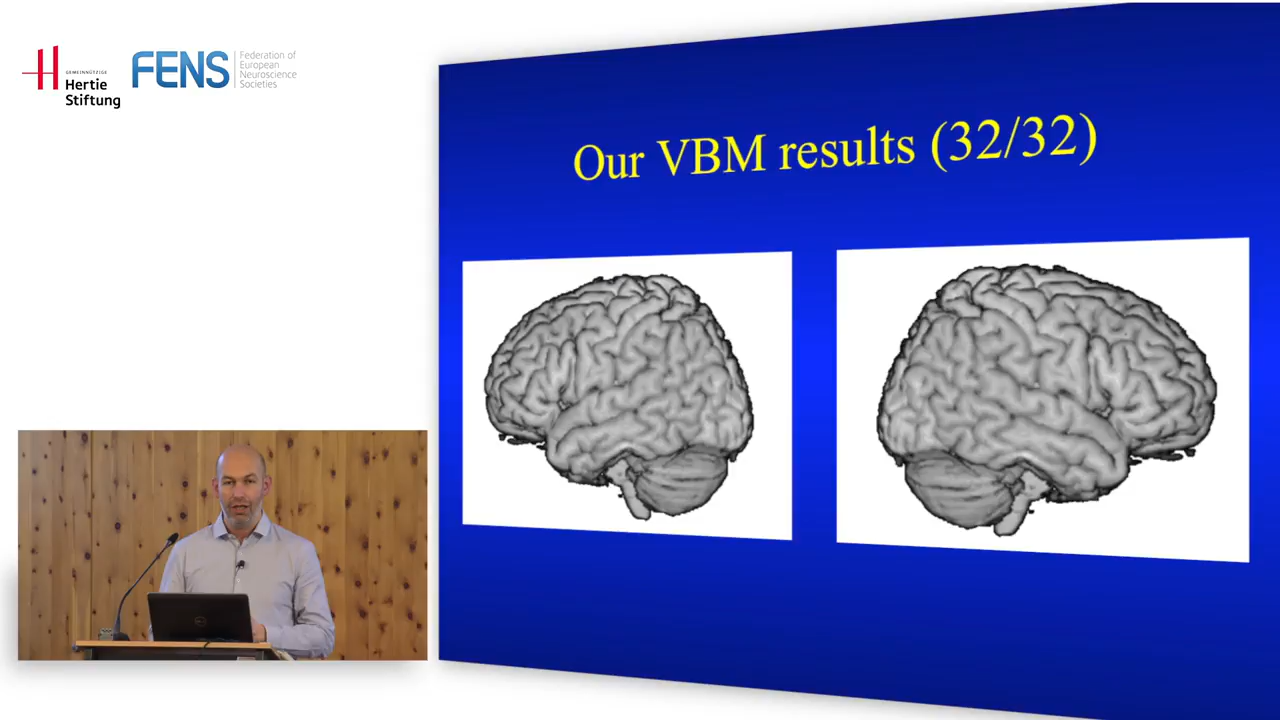 GEMEINNÜTZIGE
Hertie
Stiftung
FENS
Federation of
European
Neuroscience
Societies
Our VBM results (32/32)